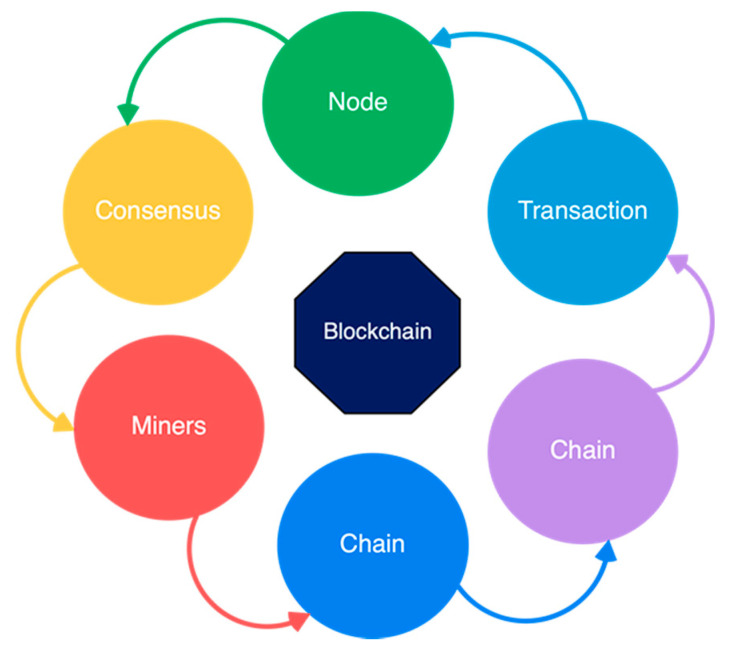 Node
Consensus
Transaction
Blockchain
Miners
Chain
Chain